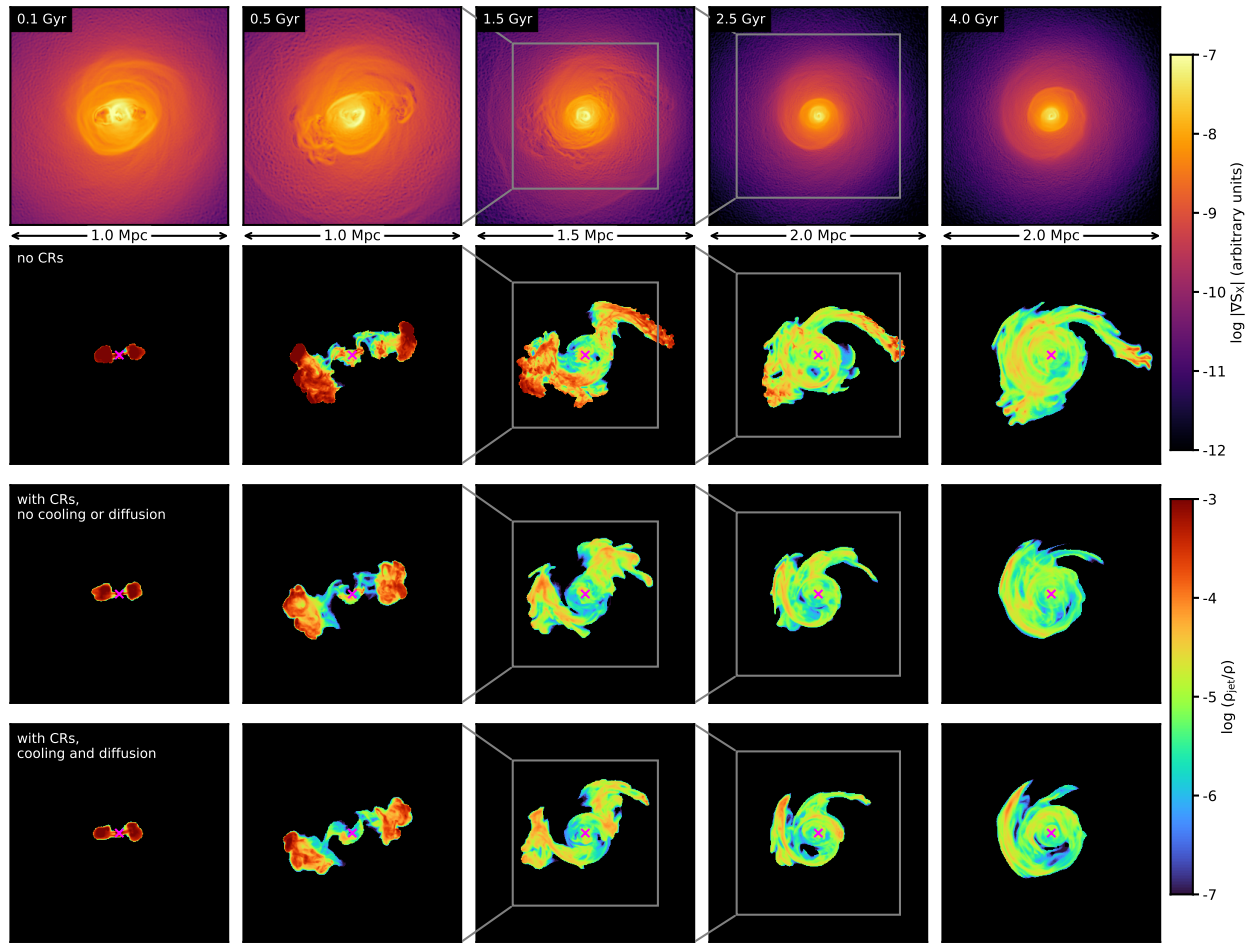 0.1 Gyr
0.5 Gyr
1.5 Gyr
2.5 Gyr
4.0 Gyr
1.0 Mpc
1.0 Mpc
1.5 Mpc
2.0 Mpc
2.0 Mpc
-7
-8
-9
-10
-11
-12
log |∇S_X| (arbitrary units)
no CRs
with CRs,
no cooling or diffusion
with CRs,
cooling and diffusion
-3
-4
-5
-6
-7
log (ρ_jet/ρ)